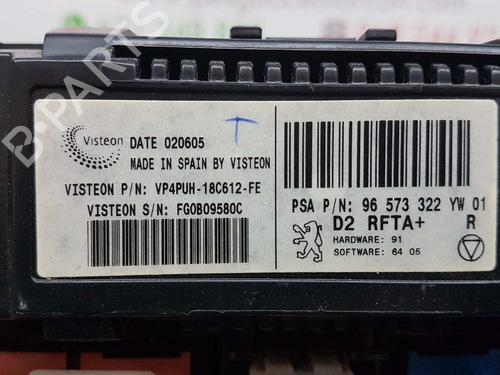 B-PARTS
Visteon
DATE 020605
T
MADE IN SPAIN BY VISTEON
VISTEON P/N: VP4PUH-18C612-FE
VISTEON S/N: FG0B09580C
PSA P/N: 96 573 322 YW 01
D2 RFTA+ R
HARDWARE: 91
SOFTWARE: 64 05